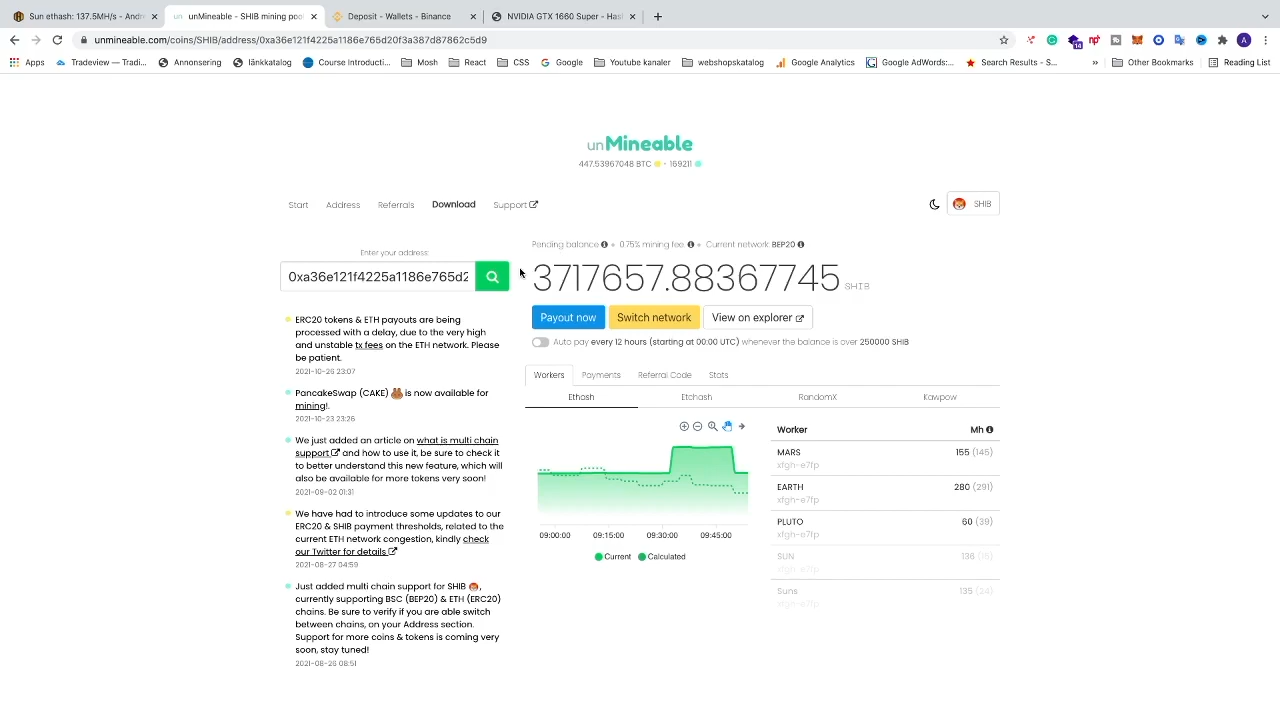 Sun ethash: 137.5MH/s - Andr
unMineable - SHIB mining poo
Deposit - Wallets - Binance
NVIDIA GTX 1660 Super - Hash
unmineable.com/coins/SHIB/address/0xa36e121f4225a1186e765d20f3a387d87862c5d9
Apps
Tradeview — Tradi...
Annonsering
länkkatalog
Course Introducti...
Mosh
React
CSS
Google
Youtube kanaler
webshopskatalog
Google Analytics
Google AdWords:...
Search Results - S...
»
Other Bookmarks
Reading List
14
A
unMineable
447.53967048 BTC • 169211
Start Address Referrals Download Support
SHIB
Enter your address:
0xa36e121f4225a1186e765d2
ERC20 tokens & ETH payouts are being
processed with a delay, due to the very high
and unstable tx fees on the ETH network. Please
be patient.
2021-10-26 23:07
PancakeSwap (CAKE) is now available for
mining!.
2021-10-23 23:26
We just added an article on what is multi chain
support and how to use it, be sure to check it
to better understand this new feature, which will
also be available for more tokens very soon!
2021-09-02 01:31
We have had to introduce some updates to our
ERC20 & SHIB payment thresholds, related to the
current ETH network congestion, kindly check
our Twitter for details
2021-08-27 04:59
Just added multi chain support for SHIB ,
currently supporting BSC (BEP20) & ETH (ERC20)
chains. Be sure to verify if you are able switch
between chains, on your Address section.
Support for more coins & tokens is coming very
soon, stay tuned!
2021-08-26 08:51
Pending balance • 0.75% mining fee. • Current network BEP20
3717657.88367745 SHIB
Payout now
Switch network
View on explorer
Auto pay every 12 hours (starting at 00:00 UTC) whenever the balance is over 250000 SHIB
Workers Payments Referral Code Stats
Ethash Etchash RandomX Kawpow
09:00:00 09:15:00 09:30:00 09:45:00
Current Calculated
Worker Mh
MARS 155 (145)
xfgh-e7fp
EARTH 280 (291)
xfgh-e7fp
PLUTO 60 (39)
xfgh-e7fp
SUN 136
xfgh-e7fp
Suns 135 (24)
xfgh-e7fp